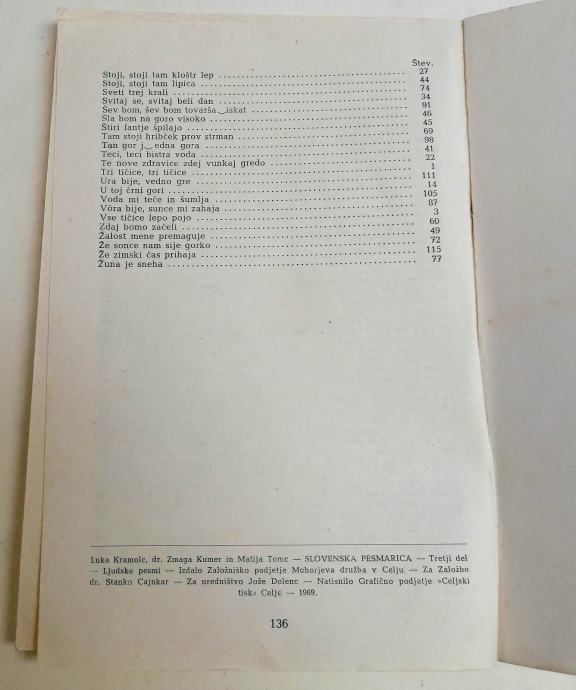 Štev.
Stoji, stoji tam kloštr lep 27
Stoji, stoji tam lipica 44
Sveti trej krali 74
Svitaj se, svitaj beli dan 34
Šev bom, šev bom tovarša‿iskat 91
Šla bom na goro visoko 46
Štiri fantje špilajo 45
Tam stoji hribček prov strman 69
Tan gor j‿edna gora 98
Teci, teci bistra voda 41
Te nove zdravice zdej vunkaj gredo 22
Tri tičice, tri tičice 1
Ura bije, vedno gre 111
U toj črni gori 14
Voda mi teče in šumlja 105
Vöra bije, sunce mi zahaja 87
Vse tičice lepo pojo 3
Zdaj bomo začeli 60
Žalost mene premaguje 49
Že sonce nam sije gorko 72
Že zimski čas prihaja 115
Žuna je sneha 77
Luka Kramolc, dr. Zmaga Kumer in Matija Tomc — SLOVENSKA PESMARICA — Tretji del
— Ljudske pesmi — Izdalo Založniško podjetje Mohorjeva družba v Celju — Za Založbo
dr. Stanko Cajnkar — Za uredništvo Jože Dolenc — Natisnilo Grafično podjetje »Celjski
tisk« Celje — 1969.
136